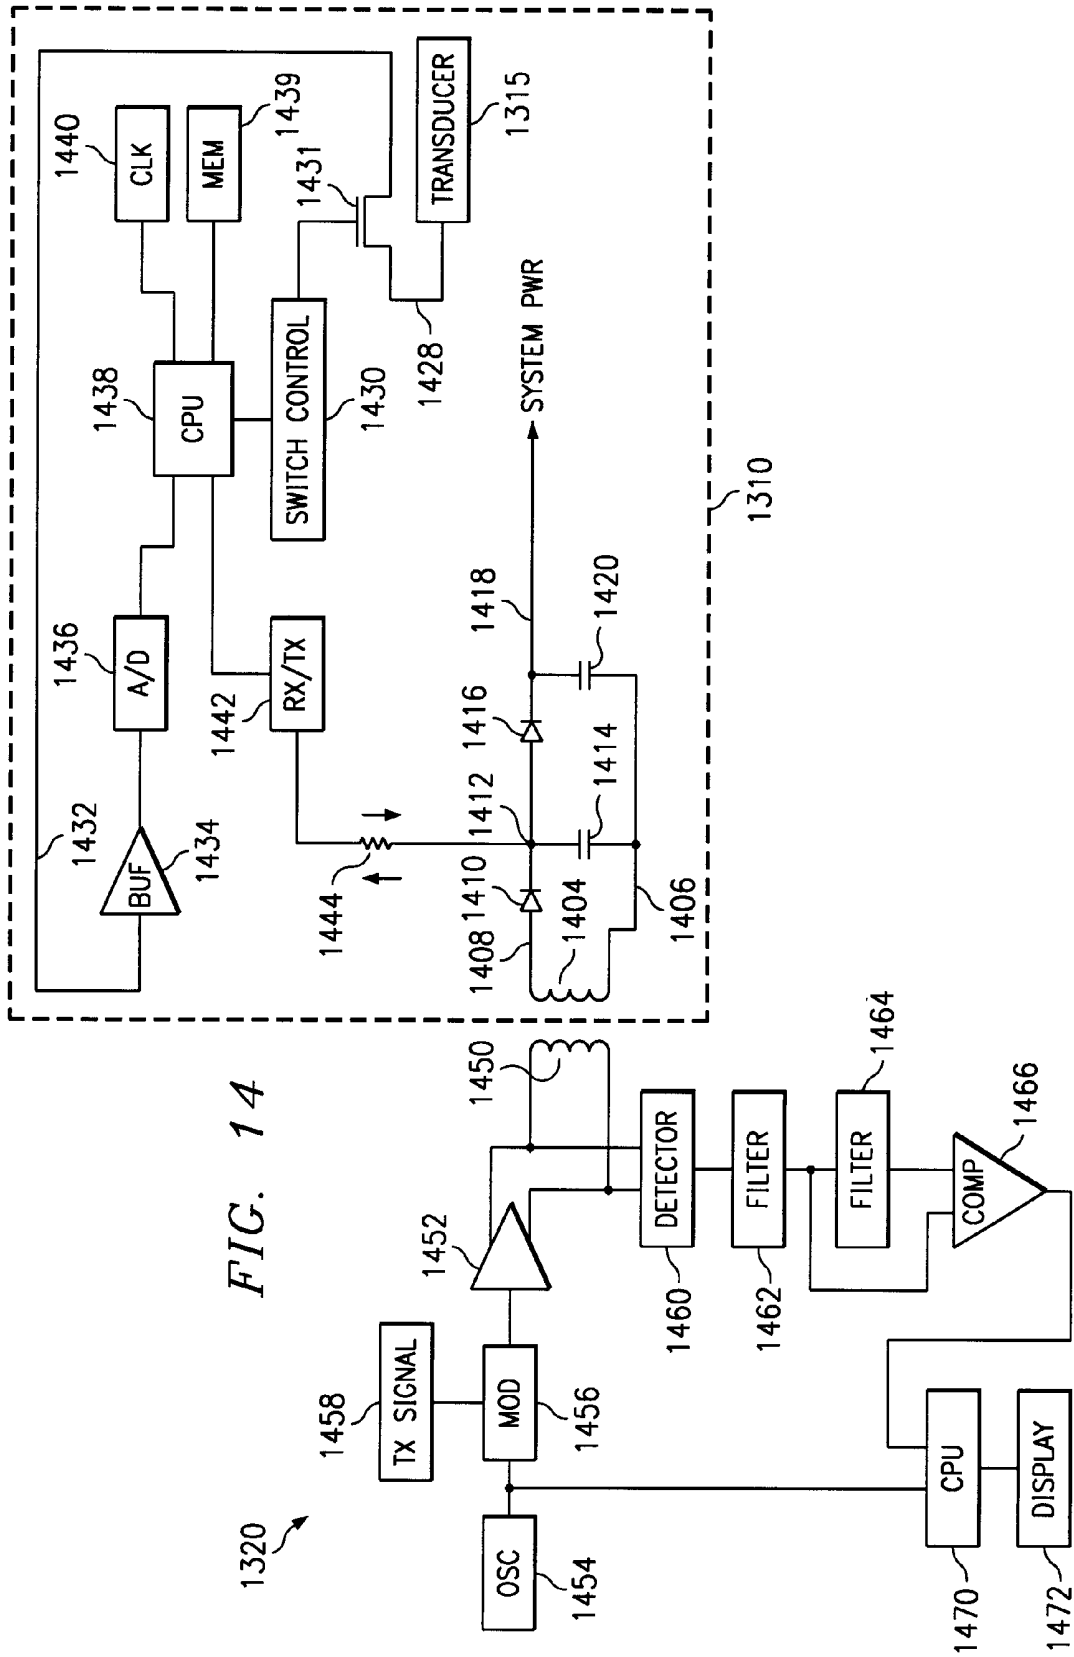 FIG. 14
1320
OSC
1454
MOD
1456
TX SIGNAL
1458
1452
1450
DETECTOR
1460
FILTER
1462
FILTER
1464
COMP
1466
CPU
1470
DISPLAY
1472
1310
1432
BUF
1434
A/D
1436
CPU
1438
CLK
1440
MEM
1439
RX/TX
1442
SWITCH CONTROL
1430
1431
1428
TRANSDUCER
1315
1444
1404
1406
1408
1410
1412
1414
1416
1418
1420
SYSTEM PWR